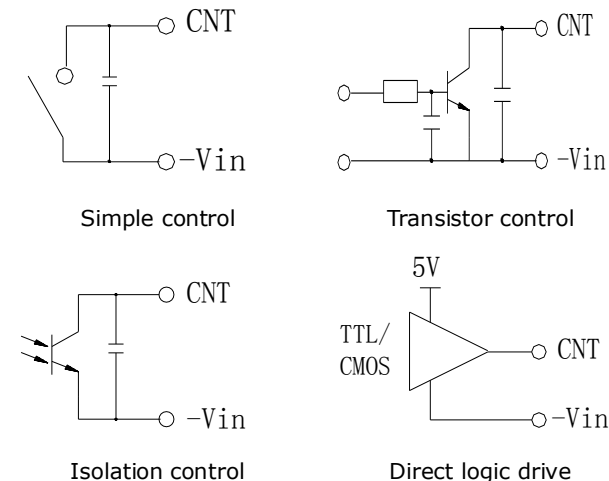 CNT
-Vin
Simple control
CNT
-Vin
Transistor control
CNT
-Vin
Isolation control
5V
TTL/
CMOS
CNT
-Vin
Direct logic drive